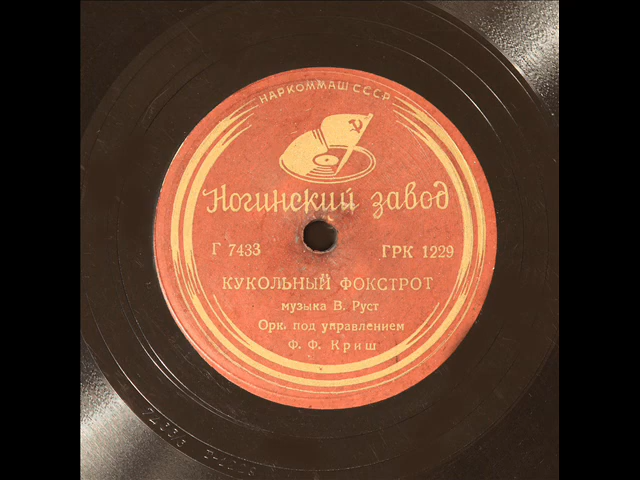 НАРКОММАШ СССР
Ногинский завод
Г 7433 ГРК 1229
КУКОЛЬНЫЙ ФОКСТРОТ
музыка В. Руст
Орк. под управлением
Ф. Ф. Криш